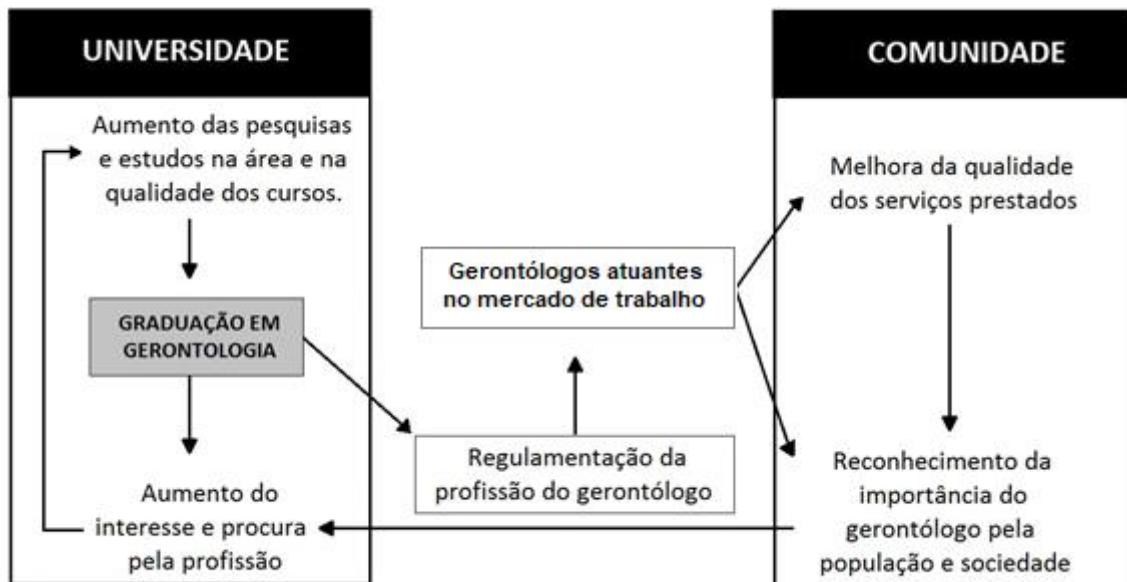 UNIVERSIDADE
Aumento das pesquisas
e estudos na área e na
qualidade dos cursos.
GRADUAÇÃO EM
GERONTOLOGIA
Aumento do
interesse e procura
pela profissão
Gerontólogos atuantes
no mercado de trabalho
Regulamentação da
profissão do gerontólogo
COMUNIDADE
Melhora da qualidade
dos serviços prestados
Reconhecimento da
importância do
gerontólogo pela
população e sociedade